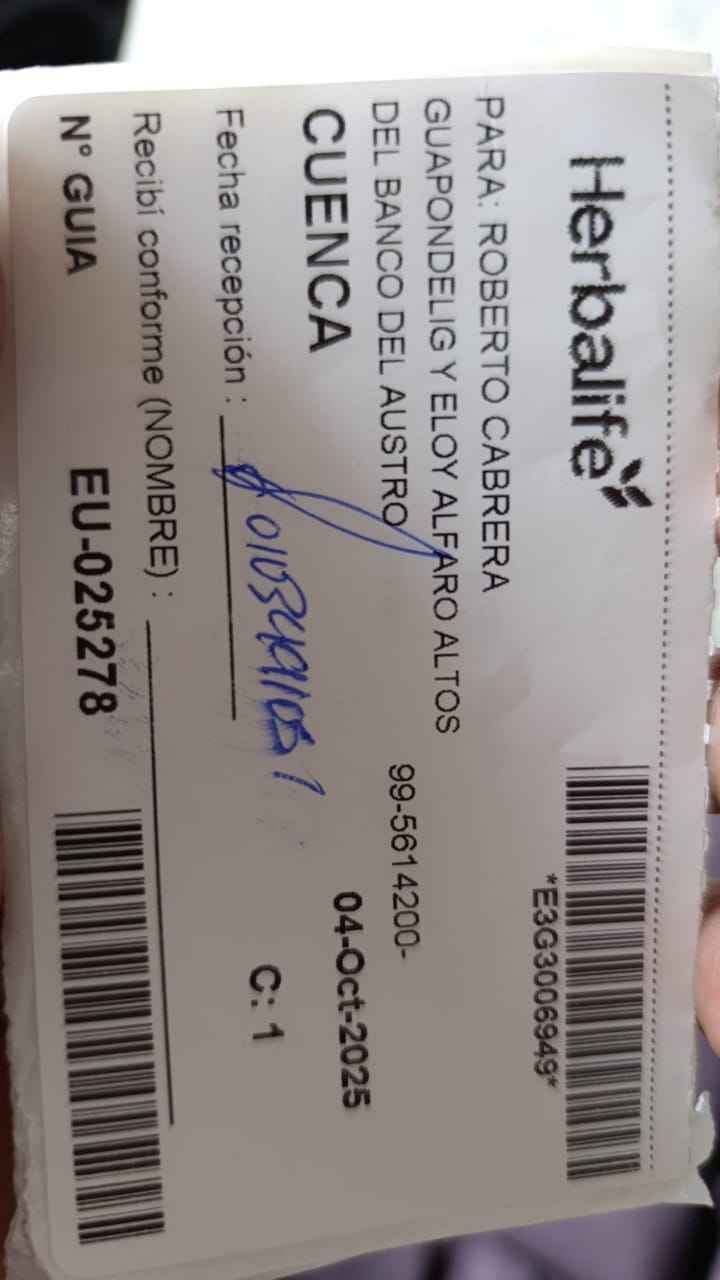 Herbalife
*E3G3006949*
PARA: ROBERTO CABRERA
GUAPONDELIG Y ELOY ALFARO ALTOS
DEL BANCO DEL AUSTRO
99-5614200-
CUENCA
04-Oct-2025
Fecha recepción :
C: 1
Recibí conforme (NOMBRE) :
N° GUIA EU-025278